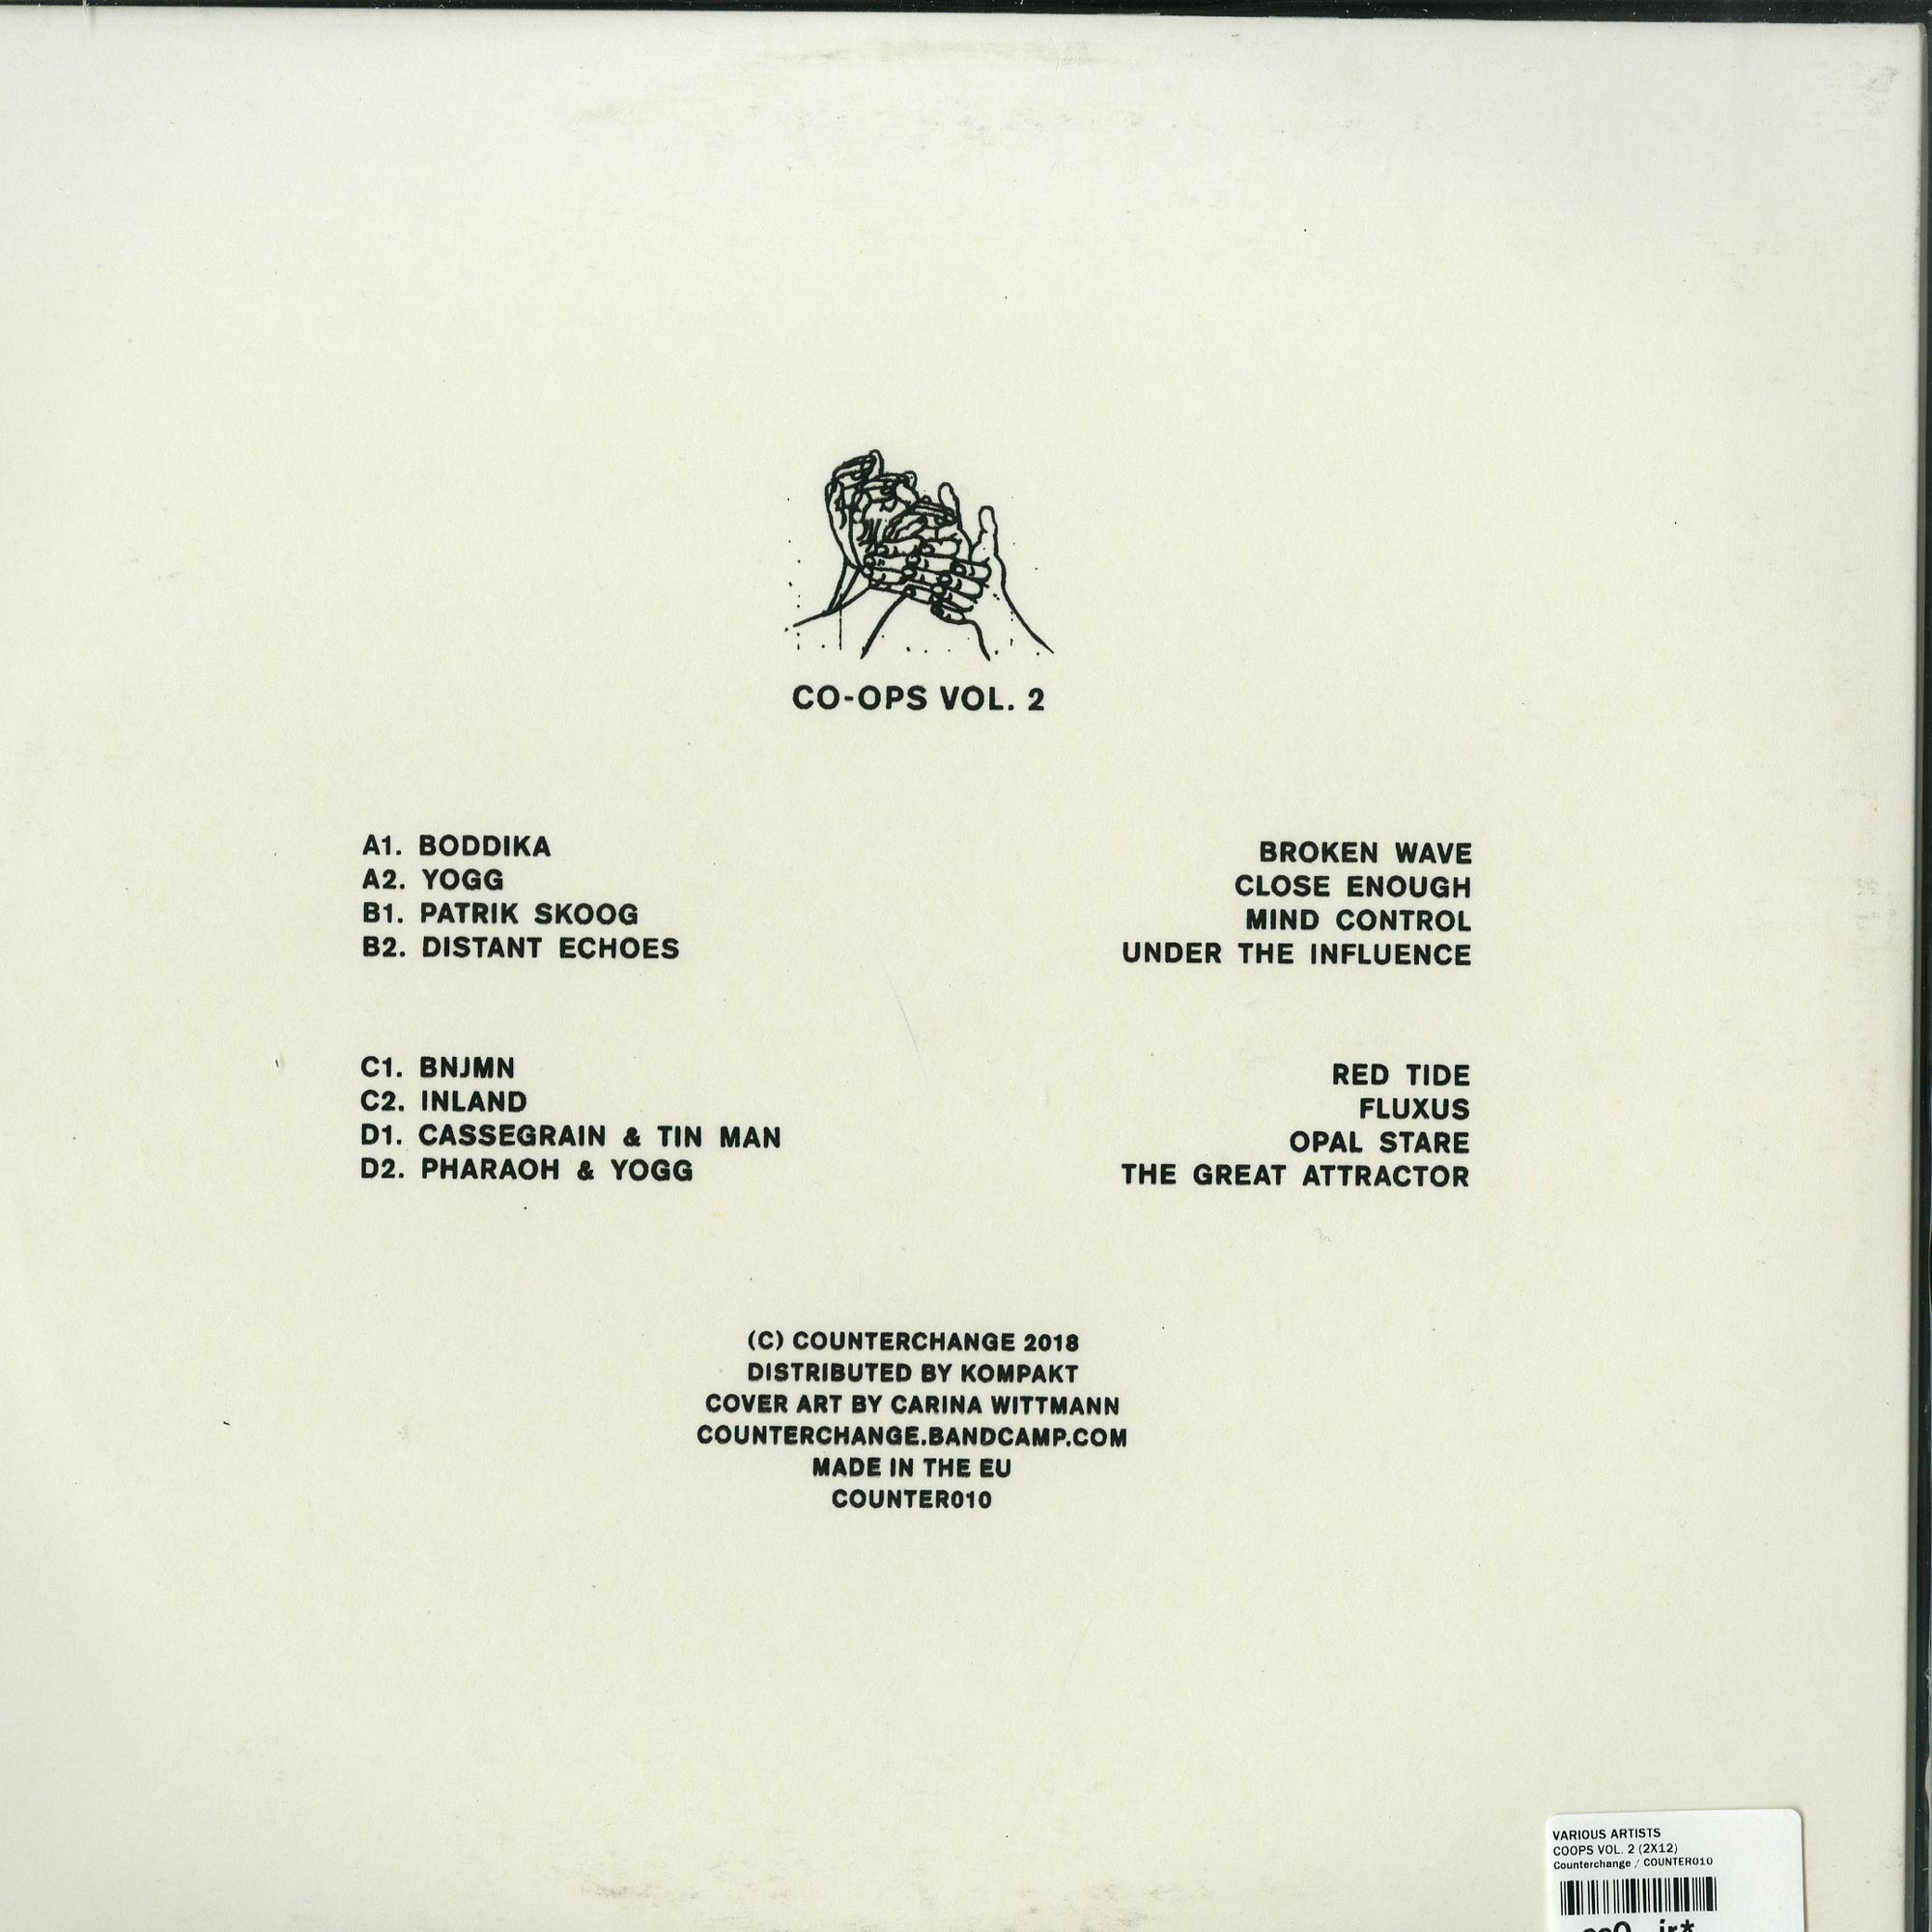 CO-OPS VOL. 2
A1. BODDIKA BROKEN WAVE
A2. YOGG CLOSE ENOUGH
B1. PATRIK SKOOG MIND CONTROL
B2. DISTANT ECHOES UNDER THE INFLUENCE
C1. BNJMN RED TIDE
C2. INLAND FLUXUS
D1. CASSEGRAIN & TIN MAN OPAL STARE
D2. PHARAOH & YOGG THE GREAT ATTRACTOR
(C) COUNTERCHANGE 2018
DISTRIBUTED BY KOMPAKT
COVER ART BY CARINA WITTMANN
COUNTERCHANGE.BANDCAMP.COM
MADE IN THE EU
COUNTER010
VARIOUS ARTISTS
COOPS VOL. 2 (2X12)
Counterchange / COUNTER010